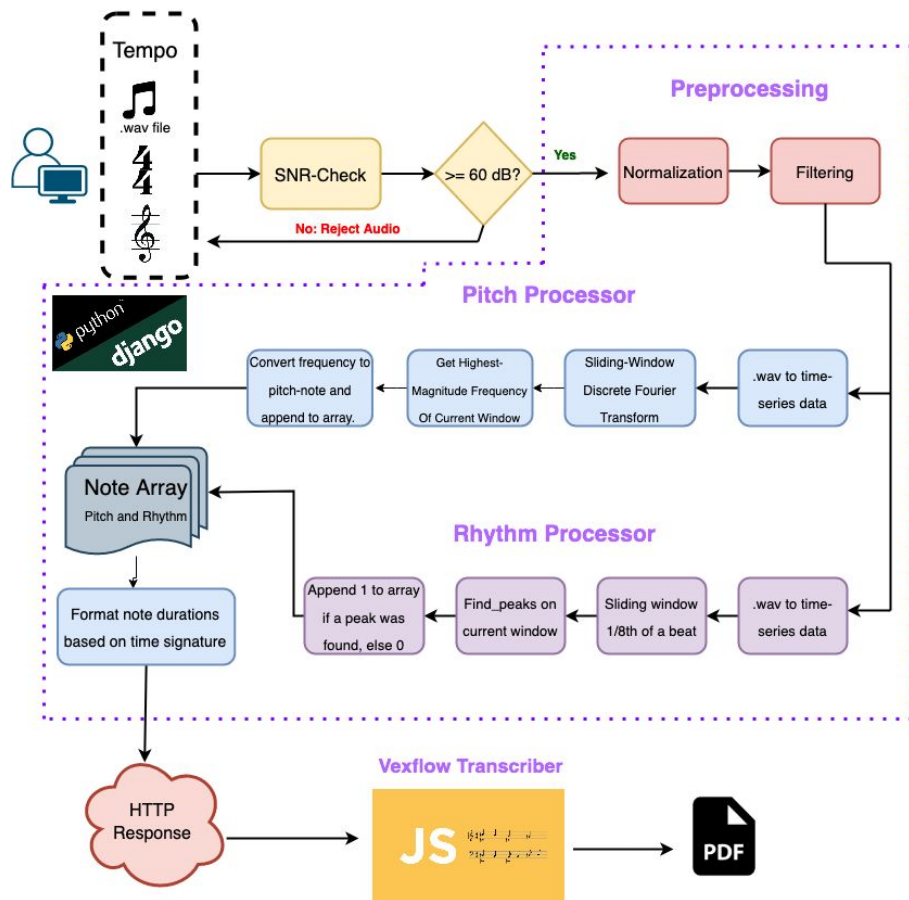 Tempo
.wav file
4
4
SNR-Check
>= 60 dB?
Yes
No: Reject Audio
Preprocessing
Normalization
Filtering
Pitch Processor
python™
django
Convert frequency to
pitch-note and
append to array.
Get Highest-
Magnitude Frequency
Of Current Window
Sliding-Window
Discrete Fourier
Transform
.wav to time-
series data
Note Array
Pitch and Rhythm
Rhythm Processor
Append 1 to array
if a peak was
found, else 0
Find_peaks on
current window
Sliding window
1/8th of a beat
.wav to time-
series data
Format note durations
based on time signature
HTTP
Response
Vexflow Transcriber
JS
PDF